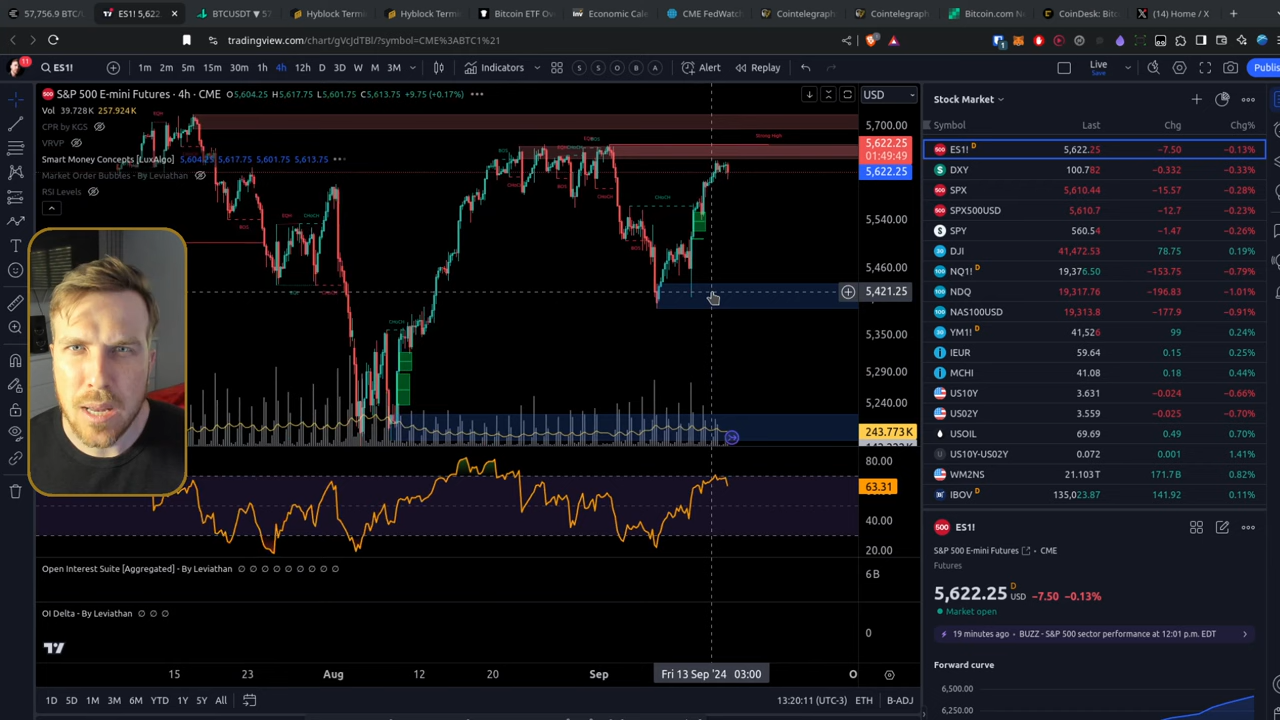 57,756.9 BTC/
ES1! 5,622.25
BTCUSDT ▼ 57
Hyblock Termi
Hyblock Termi
Bitcoin ETF Ov
Economic Cale
CME FedWatch
Cointelegraph
Cointelegraph
Bitcoin.com Ne
CoinDesk: Bitc
(14) Home / X
tradingview.com/chart/gVcJdTBI/?symbol=CME%3ABTC1%21
11
ES1!
1m 2m 5m 15m 30m 1h 4h 12h D 3D W M 3M
Indicators
S S O B A
Alert
Replay
Live
Save
Publis
S&P 500 E-mini Futures · 4h · CME O5,604.25 H5,617.75 L5,601.75 C5,613.75 +9.75 (+0.17%)
USD
Vol 39.728 K 257.924 K
CPR by KGS
VRVP
Smart Money Concepts [LuxAlgo] 5,604.25 5,617.75 5,601.75 5,613.75
Market Order Bubbles - By Leviathan
RSI Levels
Strong High
5,700.00
5,622.25
01:49:49
5,622.25
5,540.00
5,460.00
5,421.25
5,350.00
5,290.00
5,240.00
243.773 K
80.00
63.31
40.00
20.00
Open Interest Suite [Aggregated] - By Leviathan
6 B
OI Delta - By Leviathan
0
15 23 Aug 12 20 Sep Fri 13 Sep '24 03:00 O
1D 5D 1M 3M 6M YTD 1Y 5Y All
13:20:11 (UTC-3) ETH B-ADJ
Stock Market
Symbol Last Chg Chg%
ES1! D 5,622.25 −7.50 −0.13%
DXY 100.782 −0.332 −0.33%
SPX 5,610.44 −15.57 −0.28%
SPX500USD 5,610.7 −12.7 −0.23%
SPY 560.54 −1.47 −0.26%
DJI 41,472.53 78.75 0.19%
NQ1! D 19,376.50 −153.75 −0.79%
NDQ 19,317.76 −196.83 −1.01%
NAS100USD 19,313.8 −177.9 −0.91%
YM1! D 41,526 99 0.24%
IEUR 59.64 0.15 0.25%
MCHI 41.08 0.18 0.44%
US10Y 3.631 −0.024 −0.66%
US02Y 3.559 −0.025 −0.70%
USOIL 69.69 0.49 0.70%
US10Y-US02Y 0.072 0.001 1.41%
WM2NS 21.103 T 171.7 B 0.82%
IBOV D 135,023.87 141.92 0.11%
ES1!
S&P 500 E-mini Futures · CME
Futures
5,622.25 D USD −7.50 −0.13%
Market open
19 minutes ago · BUZZ - S&P 500 sector performance at 12:01 p.m. EDT
Forward curve
6,500.00
6,250.00